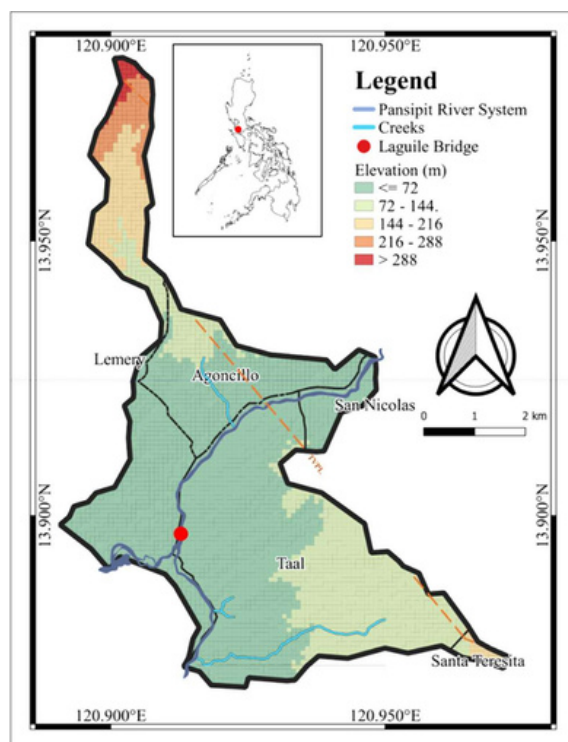 120.900°E 120.950°E
Legend
Pansipit River System
Creeks
Laguile Bridge
Elevation (m)
<= 72
72 - 144.
144 - 216
216 - 288
> 288
13.950°N 13.950°N
Lemery
Agoncillo
San Nicolas
0 1 2 km
TVPL
13.900°N 13.900°N
Taal
Santa Teresita
120.900°E 120.950°E